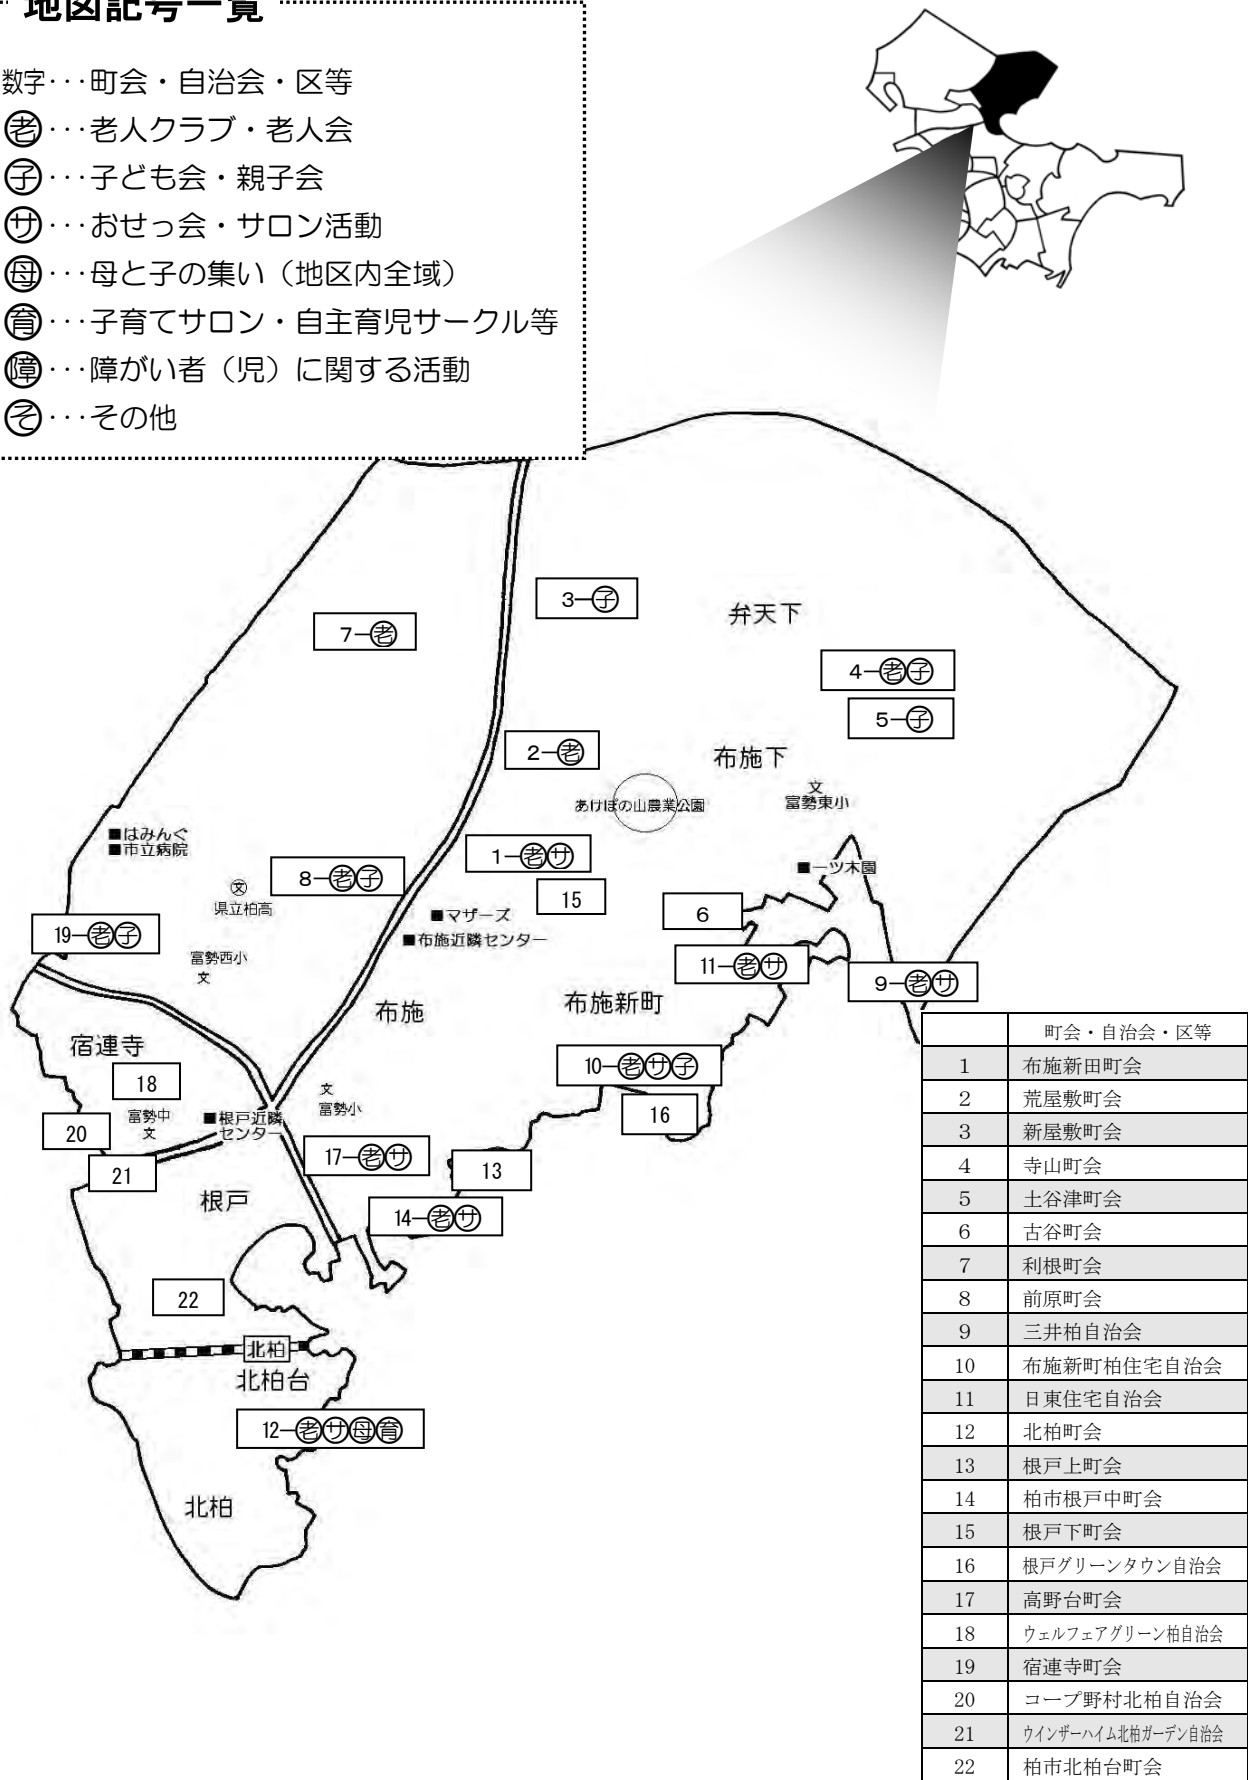 地図記号一覧
数字･･･町会・自治会・区等
老･･･老人クラブ・老人会
子･･･子ども会・親子会
サ･･･おせっ会・サロン活動
母･･･母と子の集い（地区内全域）
育･･･子育てサロン・自主育児サークル等
障･･･障がい者（児）に関する活動
そ･･･その他
3―子
弁天下
7―老
4―老子
5―子
2―老
布施下
文
富勢東小
あけぼの山農業公園
■はみんぐ
■市立病院
1―老サ
■一ツ木園
8―老子
文
県立柏高
15
6
■マザーズ
■布施近隣センター
19―老子
富勢西小
文
11―老サ
9―老サ
布施
布施新町
宿連寺
10―老サ子
18
文
富勢小
16
富勢中
文
■根戸近隣
センター
20
21
17―老サ
13
根戸
14―老サ
22
北柏
北柏台
12―老サ母育
北柏
町会・自治会・区等
1 布施新田町会
2 荒屋敷町会
3 新屋敷町会
4 寺山町会
5 土谷津町会
6 古谷町会
7 利根町会
8 前原町会
9 三井柏自治会
10 布施新町柏住宅自治会
11 日東住宅自治会
12 北柏町会
13 根戸上町会
14 柏市根戸中町会
15 根戸下町会
16 根戸グリーンタウン自治会
17 高野台町会
18 ウェルフェアグリーン柏自治会
19 宿連寺町会
20 コープ野村北柏自治会
21 ウインザーハイム北柏ガーデン自治会
22 柏市北柏台町会